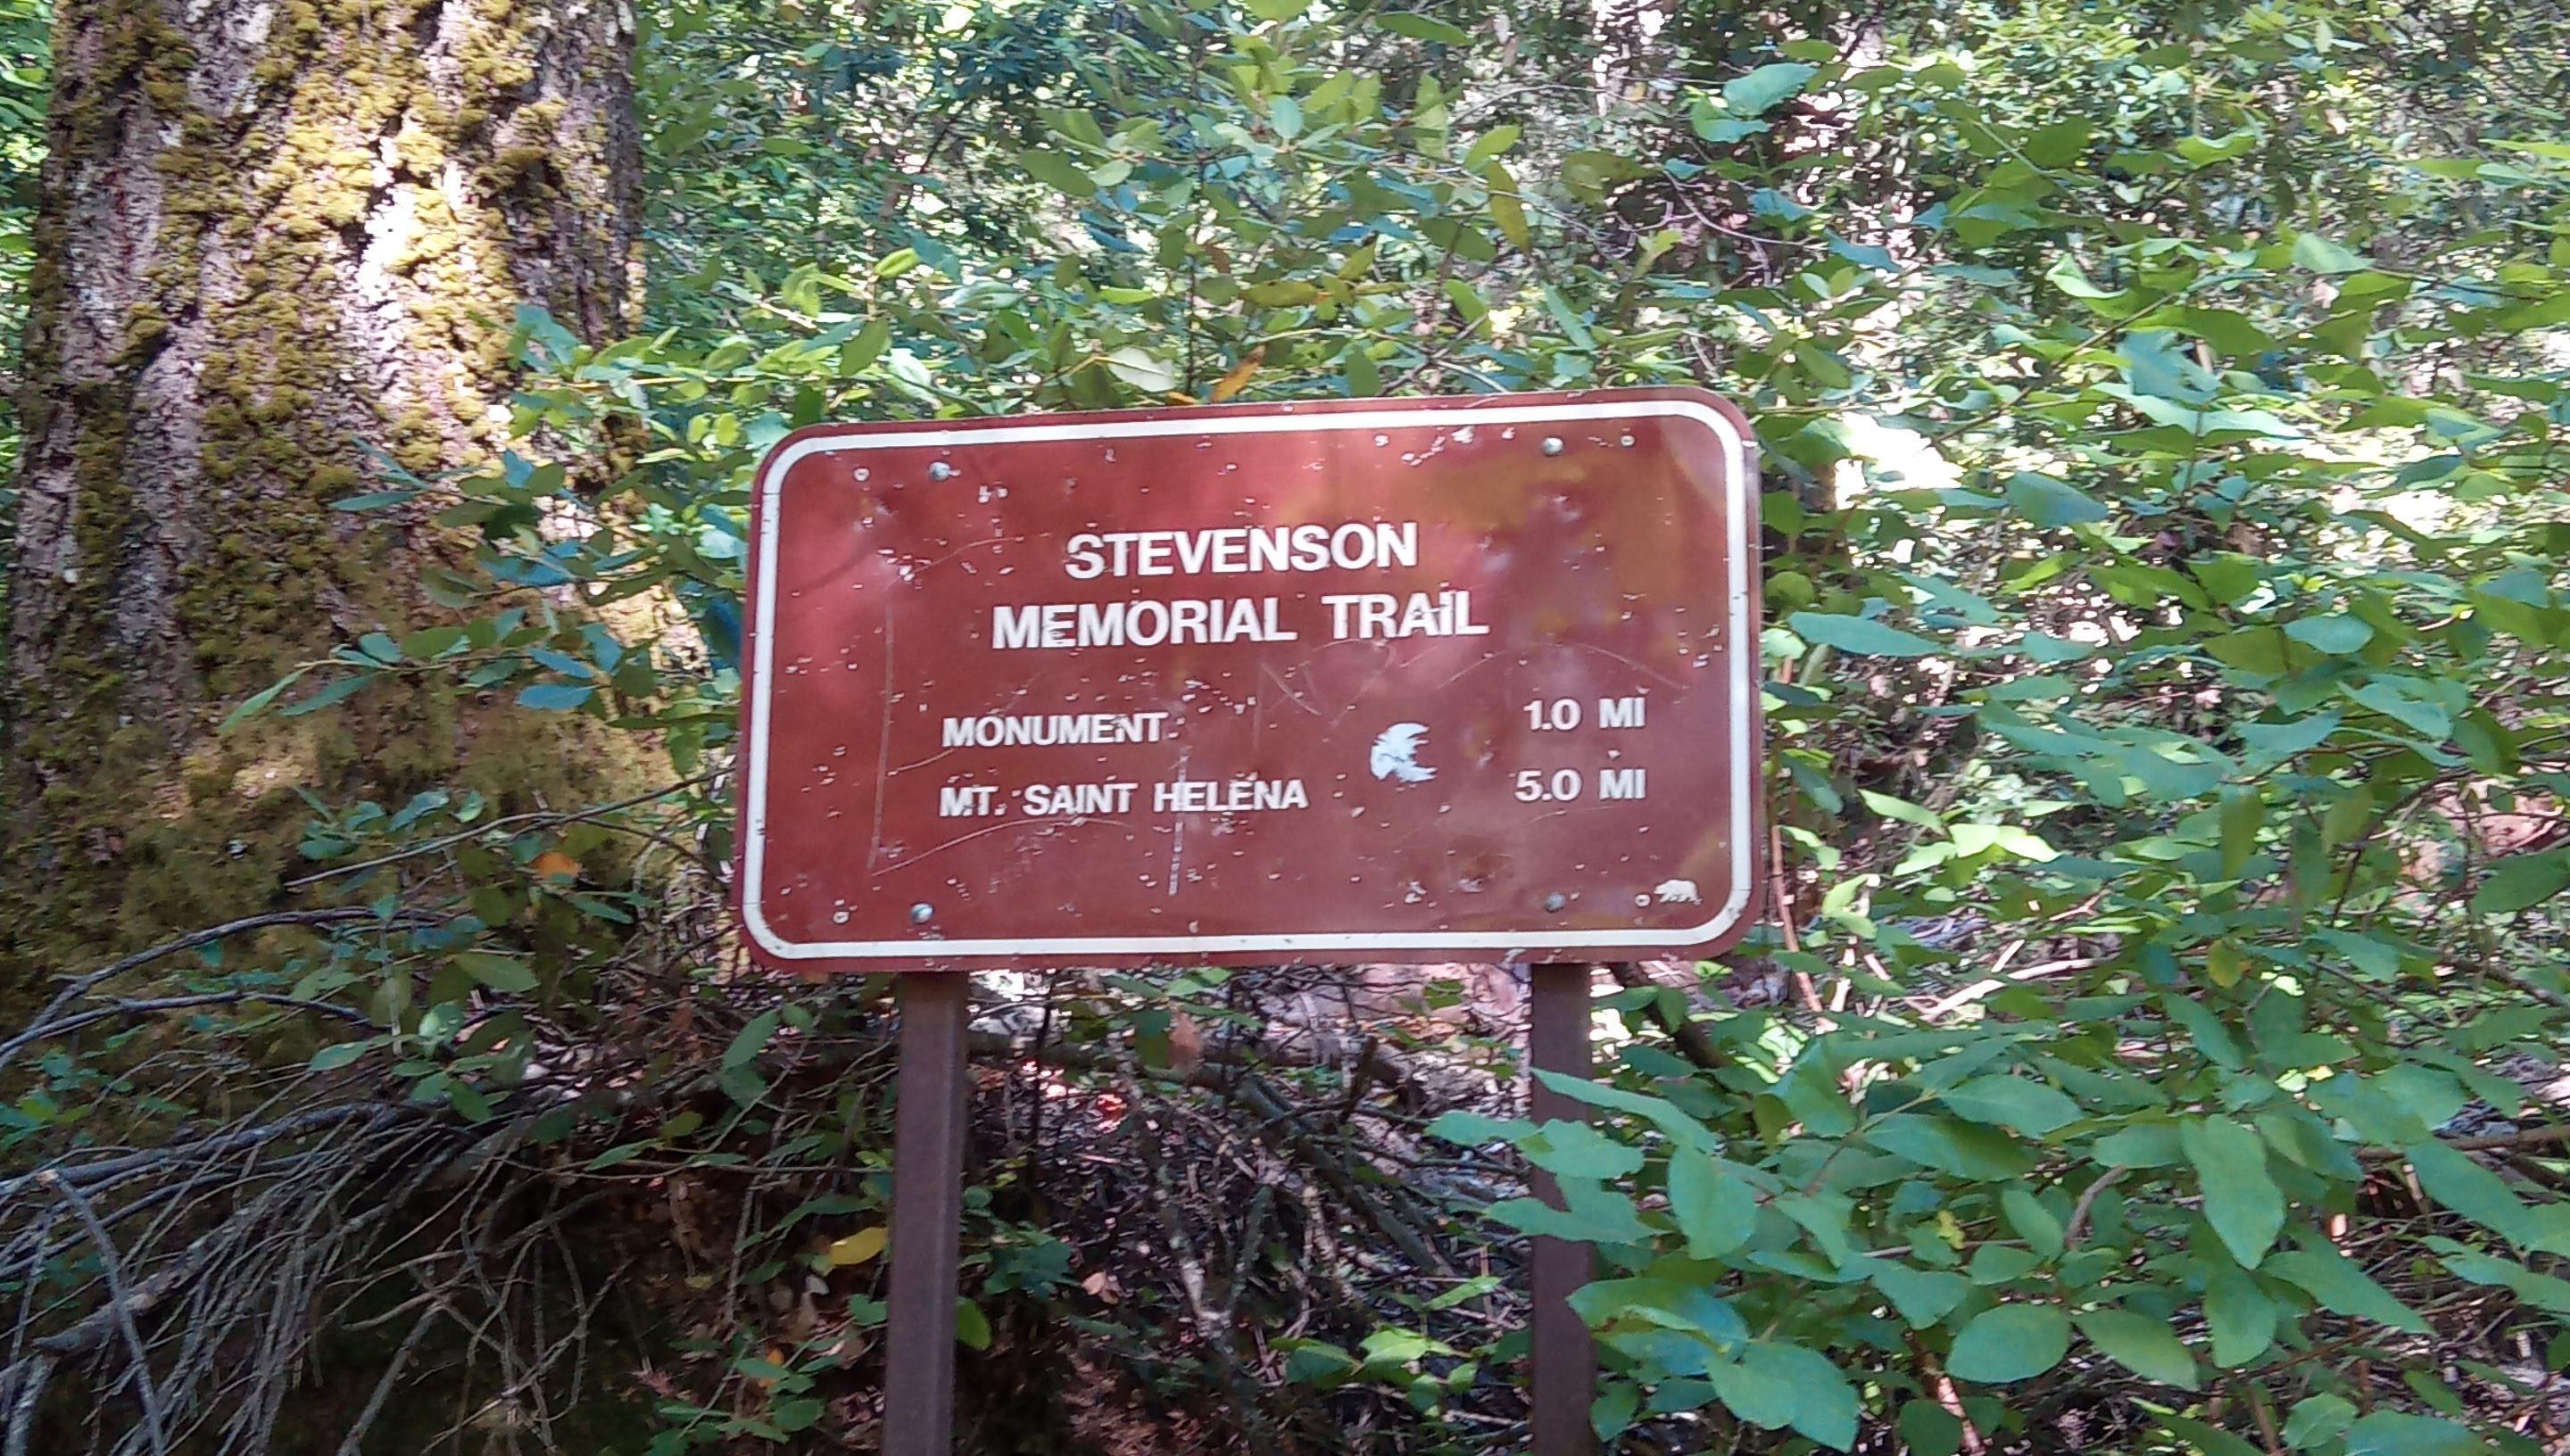 STEVENSON
MEMORIAL TRAIL
MONUMENT 1.0 MI
MT. SAINT HELENA 5.0 MI